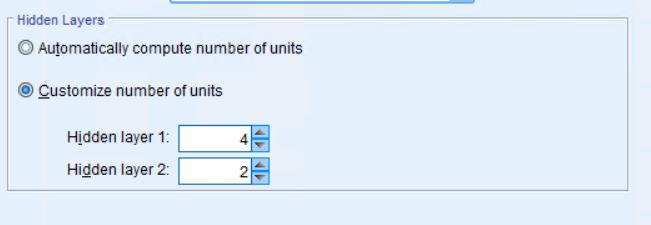 Hidden Layers
Automatically compute number of units
Customize number of units
Hidden layer 1: 4
Hidden layer 2: 2